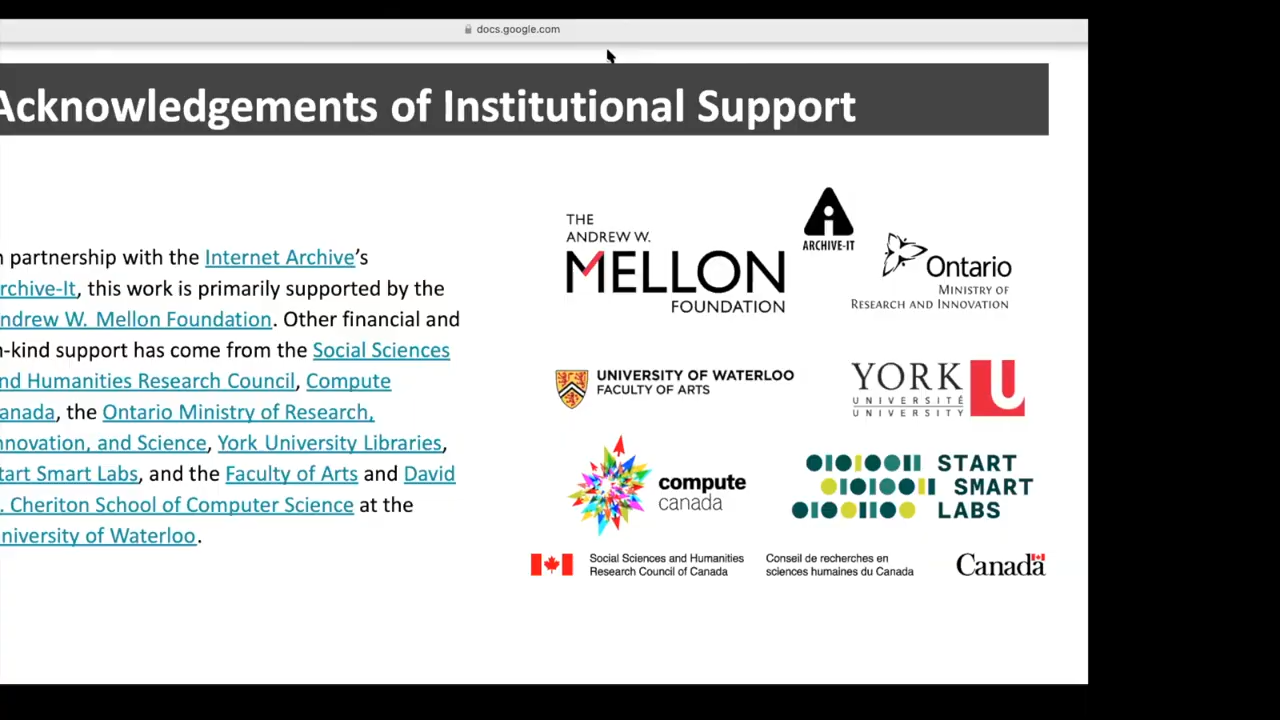 docs.google.com
Acknowledgements of Institutional Support
n partnership with the Internet Archive’s
rchive-It, this work is primarily supported by the
ndrew W. Mellon Foundation. Other financial and
n-kind support has come from the Social Sciences
nd Humanities Research Council, Compute
anada, the Ontario Ministry of Research,
nnovation, and Science, York University Libraries,
tart Smart Labs, and the Faculty of Arts and David
. Cheriton School of Computer Science at the
niversity of Waterloo.
THE
ANDREW W.
MELLON
FOUNDATION
ARCHIVE-IT
Ontario
MINISTRY OF
RESEARCH AND INNOVATION
UNIVERSITY OF WATERLOO
FACULTY OF ARTS
YORK U
UNIVERSITÉ
UNIVERSITY
compute
canada
START
SMART
LABS
Social Sciences and Humanities
Research Council of Canada
Conseil de recherches en
sciences humaines du Canada
Canada